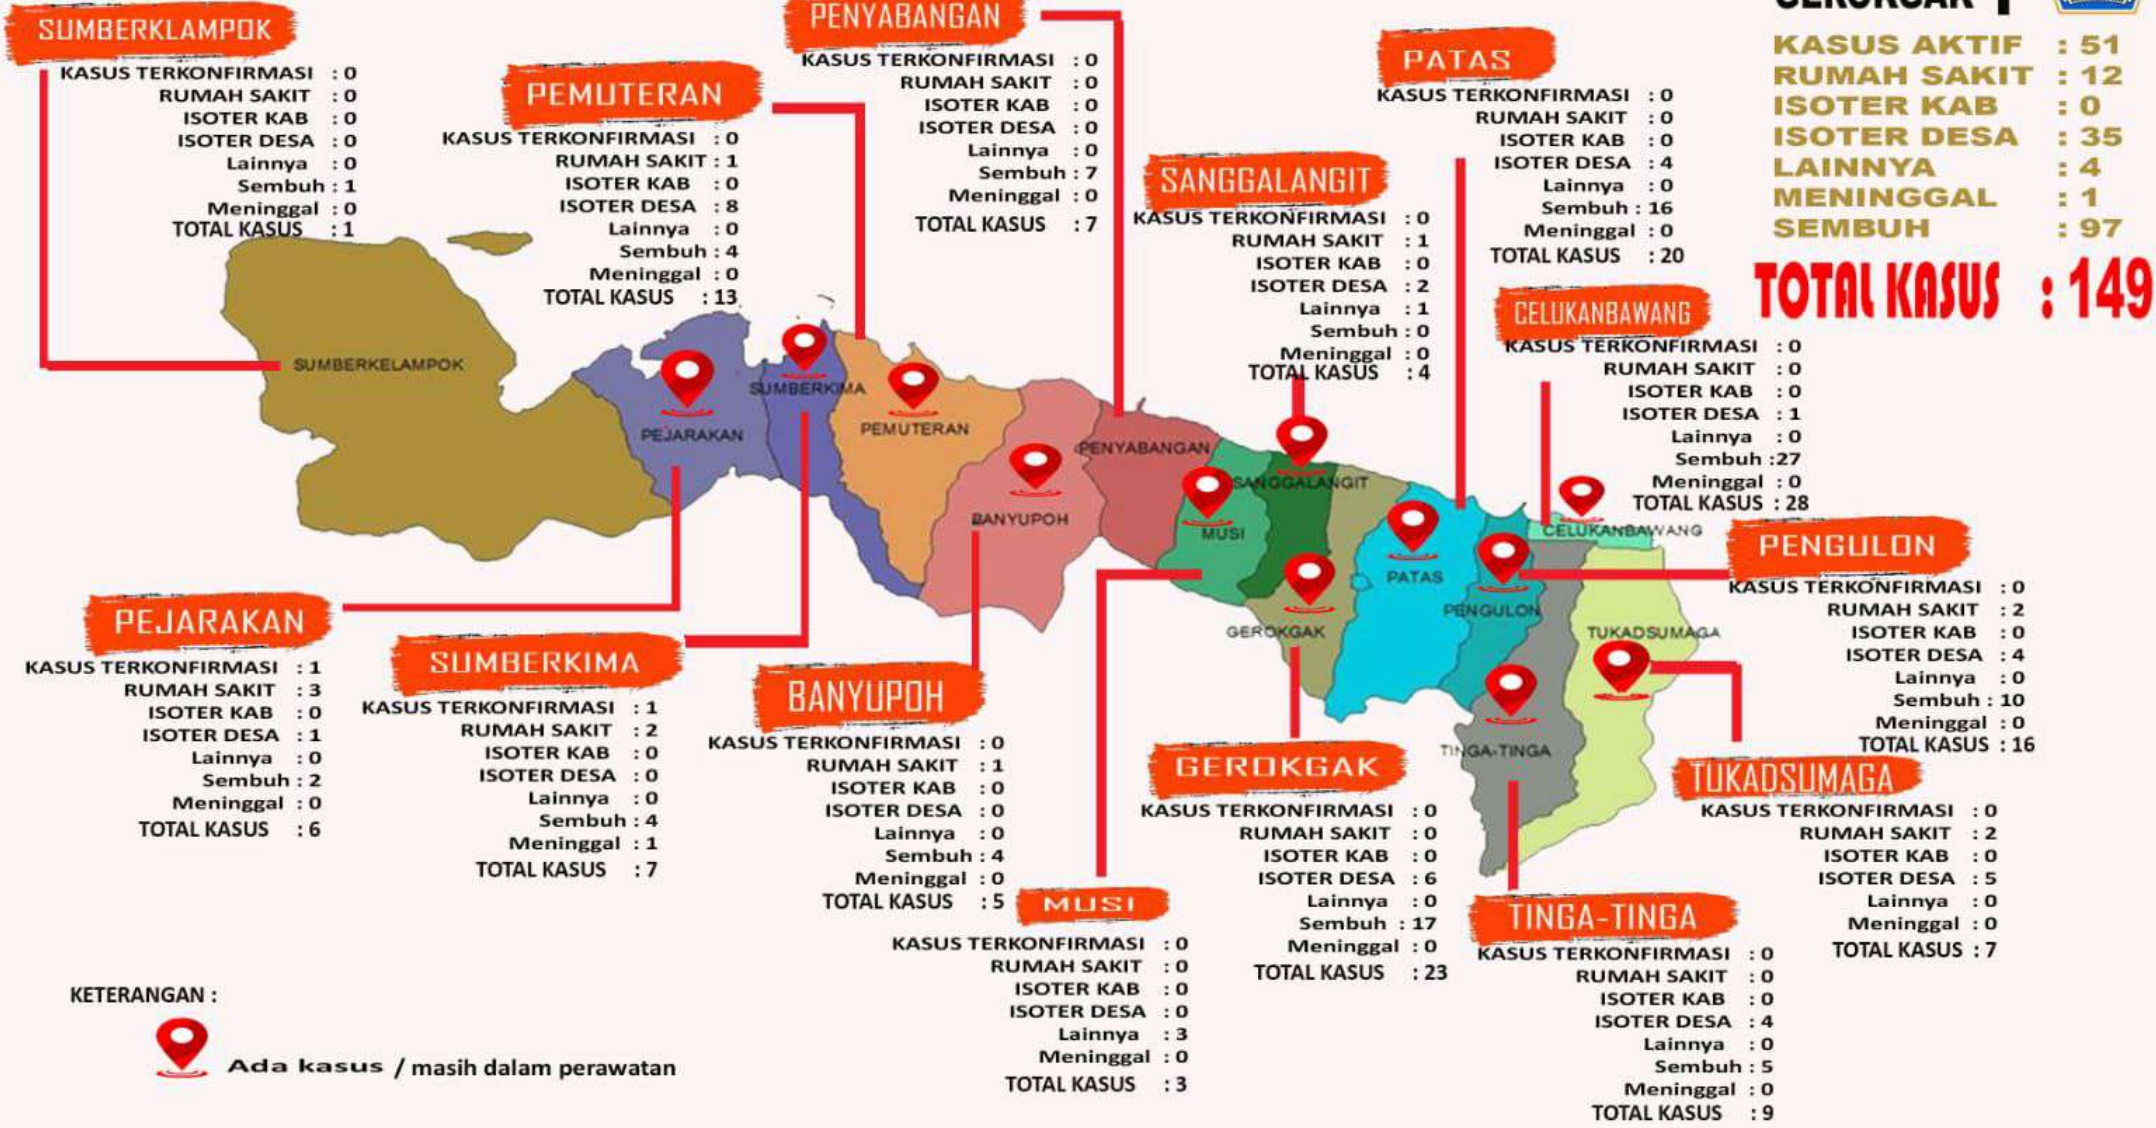 SUMBERKLAMPOK
KASUS TERKONFIRMASI : 0
RUMAH SAKIT : 0
ISOTER KAB : 0
ISOTER DESA : 0
Lainnya : 0
Sembuh : 1
Meninggal : 0
TOTAL KASUS : 1
PEMUTERAN
KASUS TERKONFIRMASI : 0
RUMAH SAKIT : 1
ISOTER KAB : 0
ISOTER DESA : 8
Lainnya : 0
Sembuh : 4
Meninggal : 0
TOTAL KASUS : 13
PENYABANGAN
KASUS TERKONFIRMASI : 0
RUMAH SAKIT : 0
ISOTER KAB : 0
ISOTER DESA : 0
Lainnya : 0
Sembuh : 7
Meninggal : 0
TOTAL KASUS : 7
SANGGALANGIT
KASUS TERKONFIRMASI : 0
RUMAH SAKIT : 1
ISOTER KAB : 0
ISOTER DESA : 2
Lainnya : 1
Sembuh : 0
Meninggal : 0
TOTAL KASUS : 4
PATAS
KASUS TERKONFIRMASI : 0
RUMAH SAKIT : 0
ISOTER KAB : 0
ISOTER DESA : 4
Lainnya : 0
Sembuh : 16
Meninggal : 0
TOTAL KASUS : 20
KASUS AKTIF : 51
RUMAH SAKIT : 12
ISOTER KAB : 0
ISOTER DESA : 35
LAINNYA : 4
MENINGGAL : 1
SEMBUH : 97
TOTAL KASUS : 149
CELUKANBAWANG
KASUS TERKONFIRMASI : 0
RUMAH SAKIT : 0
ISOTER KAB : 0
ISOTER DESA : 1
Lainnya : 0
Sembuh :27
Meninggal : 0
TOTAL KASUS : 28
SUMBERKELAMPOK
PEJARAKAN
SUMBERKIMA
PEMUTERAN
BANYUPOH
PENYABANGAN
MUSI
SANGGALANGIT
GEROKGAK
PATAS
PENGULON
CELUKANBAWANG
TINGA-TINGA
TUKADSUMAGA
PENGULON
KASUS TERKONFIRMASI : 0
RUMAH SAKIT : 2
ISOTER KAB : 0
ISOTER DESA : 4
Lainnya : 0
Sembuh : 10
Meninggal : 0
TOTAL KASUS : 16
PEJARAKAN
KASUS TERKONFIRMASI : 1
RUMAH SAKIT : 3
ISOTER KAB : 0
ISOTER DESA : 1
Lainnya : 0
Sembuh : 2
Meninggal : 0
TOTAL KASUS : 6
SUMBERKIMA
KASUS TERKONFIRMASI : 1
RUMAH SAKIT : 2
ISOTER KAB : 0
ISOTER DESA : 0
Lainnya : 0
Sembuh : 4
Meninggal : 1
TOTAL KASUS : 7
BANYUPOH
KASUS TERKONFIRMASI : 0
RUMAH SAKIT : 1
ISOTER KAB : 0
ISOTER DESA : 0
Lainnya : 0
Sembuh : 4
Meninggal : 0
TOTAL KASUS : 5
MUSI
KASUS TERKONFIRMASI : 0
RUMAH SAKIT : 0
ISOTER KAB : 0
ISOTER DESA : 0
Lainnya : 3
Meninggal : 0
TOTAL KASUS : 3
GEROKGAK
KASUS TERKONFIRMASI : 0
RUMAH SAKIT : 0
ISOTER KAB : 0
ISOTER DESA : 6
Lainnya : 0
Sembuh : 17
Meninggal : 0
TOTAL KASUS : 23
TINGA-TINGA
KASUS TERKONFIRMASI : 0
RUMAH SAKIT : 0
ISOTER KAB : 0
ISOTER DESA : 4
Lainnya : 0
Sembuh : 5
Meninggal : 0
TOTAL KASUS : 9
TUKADSUMAGA
KASUS TERKONFIRMASI : 0
RUMAH SAKIT : 2
ISOTER KAB : 0
ISOTER DESA : 5
Lainnya : 0
Meninggal : 0
TOTAL KASUS : 7
KETERANGAN :
Ada kasus / masih dalam perawatan